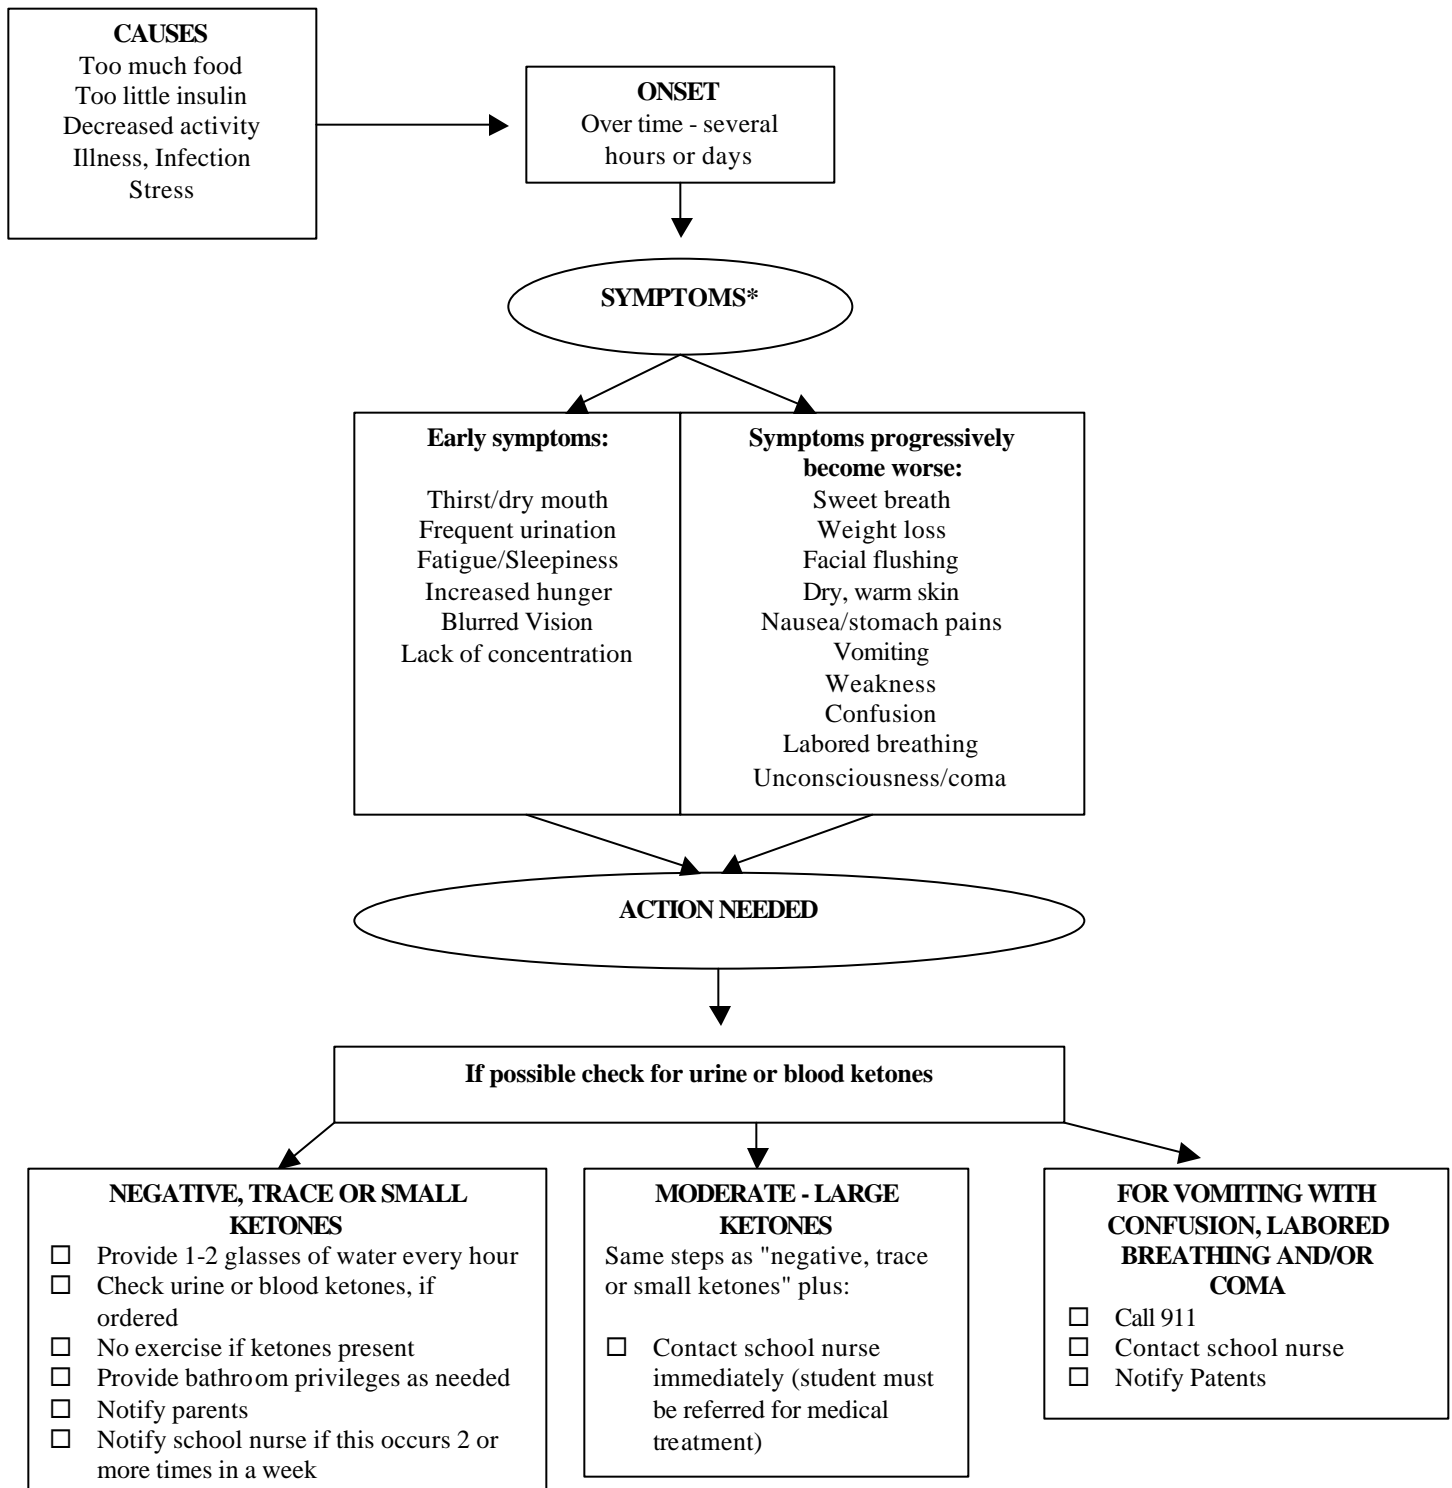 CAUSES
Too much food
Too little insulin
Decreased activity
Illness, Infection
Stress
ONSET
Over time - several
hours or days
SYMPTOMS*
Early symptoms:
Thirst/dry mouth
Frequent urination
Fatigue/Sleepiness
Increased hunger
Blurred Vision
Lack of concentration
Symptoms progressively
become worse:
Sweet breath
Weight loss
Facial flushing
Dry, warm skin
Nausea/stomach pains
Vomiting
Weakness
Confusion
Labored breathing
Unconsciousness/coma
ACTION NEEDED
If possible check for urine or blood ketones
NEGATIVE, TRACE OR SMALL
KETONES
☐ Provide 1-2 glasses of water every hour
☐ Check urine or blood ketones, if
ordered
☐ No exercise if ketones present
☐ Provide bathroom privileges as needed
☐ Notify parents
☐ Notify school nurse if this occurs 2 or
more times in a week
MODERATE - LARGE
KETONES
Same steps as "negative, trace
or small ketones" plus:
☐ Contact school nurse
immediately (student must
be referred for medical
treatment)
FOR VOMITING WITH
CONFUSION, LABORED
BREATHING AND/OR
COMA
☐ Call 911
☐ Contact school nurse
☐ Notify Patents